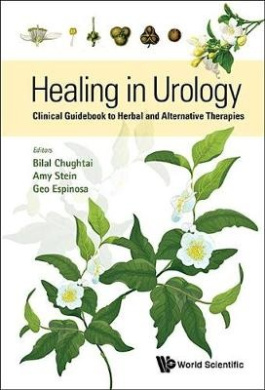 Healing in Urology
Clinical Guidebook to Herbal and Alternative Therapies
Editors
Bilal Chughtai
Amy Stein
Geo Espinosa
World Scientific